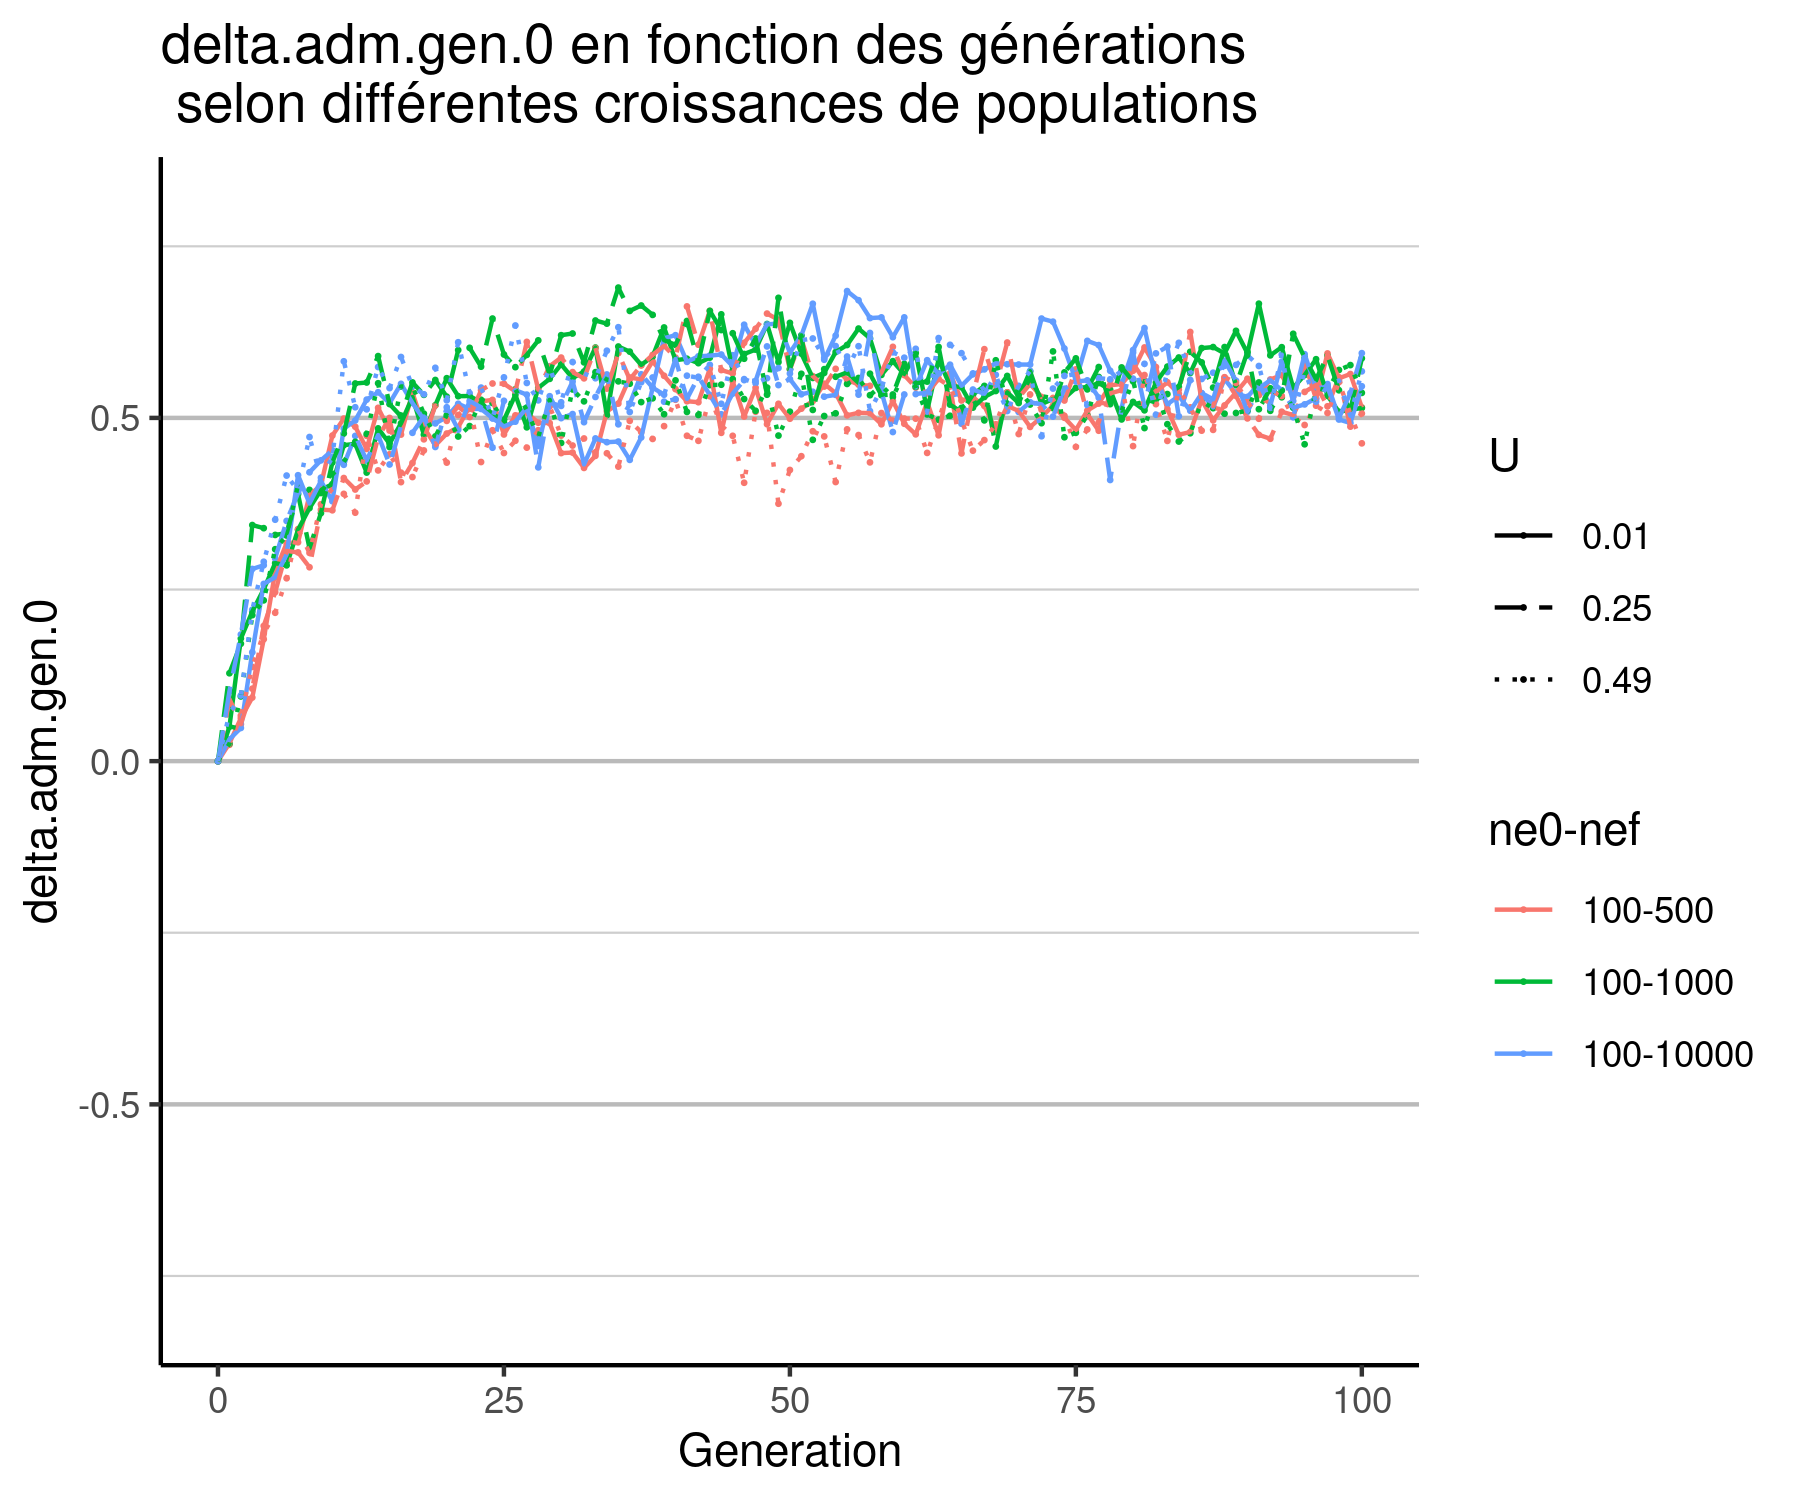 delta.adm.gen.0 en fonction des générations
selon différentes croissances de populations
delta.adm.gen.0
0.5
0.0
-0.5
0
25
50
75
100
Generation
U
0.01
0.25
0.49
ne0-nef
100-500
100-1000
100-10000